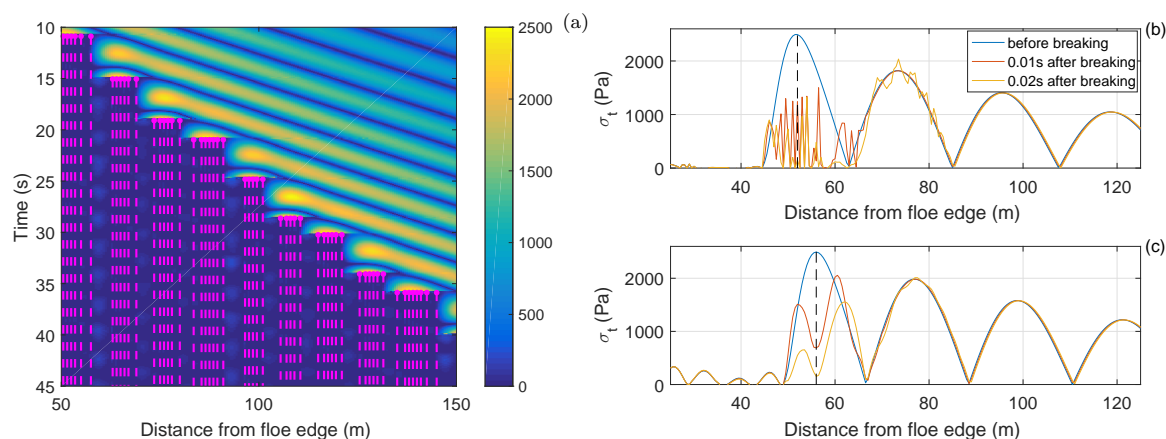 (a)
10
15
20
25
30
35
40
45
Time (s)
50
100
150
Distance from floe edge (m)
2500
2000
1500
1000
500
0
(b)
before breaking
0.01s after breaking
0.02s after breaking
2000
1000
0
σt (Pa)
40
60
80
100
120
Distance from floe edge (m)
(c)
2000
1000
0
σt (Pa)
40
60
80
100
120
Distance from floe edge (m)